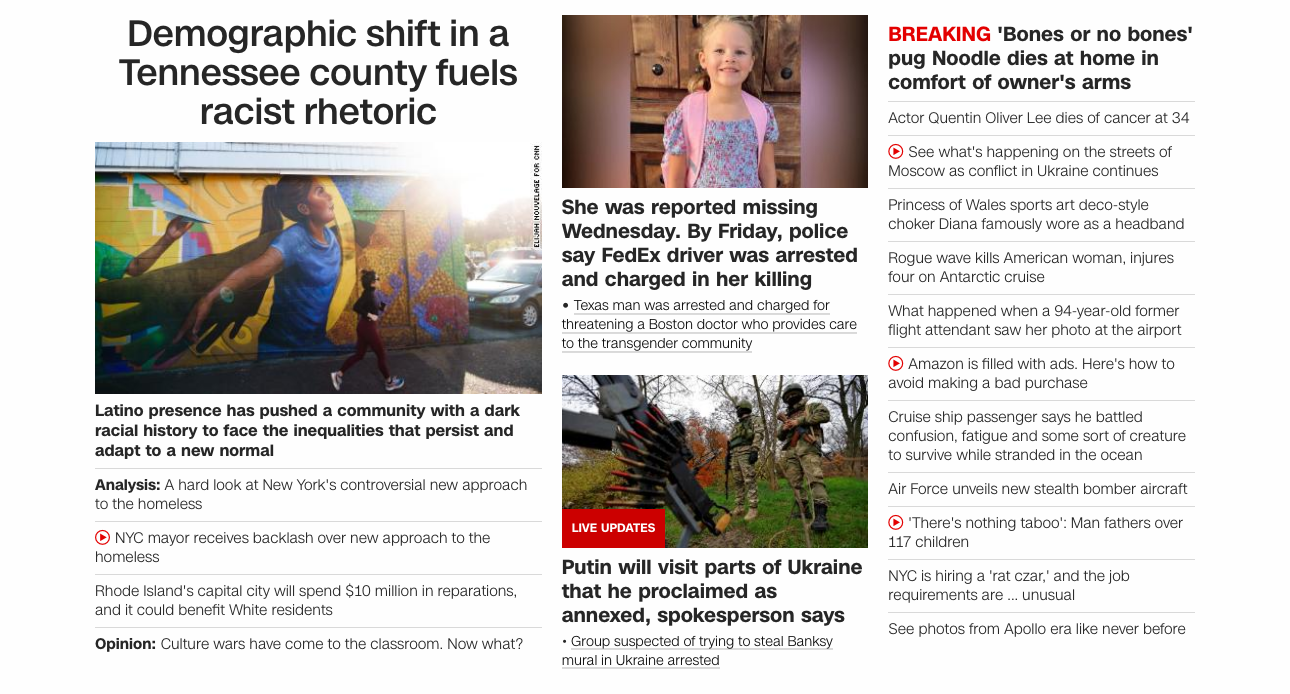 Demographic shift in a
Tennessee county fuels
racist rhetoric
ELIJAH NOUVELAGE FOR CNN
Latino presence has pushed a community with a dark
racial history to face the inequalities that persist and
adapt to a new normal
Analysis: A hard look at New York's controversial new approach
to the homeless
NYC mayor receives backlash over new approach to the
homeless
Rhode Island's capital city will spend $10 million in reparations,
and it could benefit White residents
Opinion: Culture wars have come to the classroom. Now what?
She was reported missing
Wednesday. By Friday, police
say FedEx driver was arrested
and charged in her killing
• Texas man was arrested and charged for
threatening a Boston doctor who provides care
to the transgender community
LIVE UPDATES
Putin will visit parts of Ukraine
that he proclaimed as
annexed, spokesperson says
• Group suspected of trying to steal Banksy
mural in Ukraine arrested
BREAKING 'Bones or no bones'
pug Noodle dies at home in
comfort of owner's arms
Actor Quentin Oliver Lee dies of cancer at 34
See what's happening on the streets of
Moscow as conflict in Ukraine continues
Princess of Wales sports art deco-style
choker Diana famously wore as a headband
Rogue wave kills American woman, injures
four on Antarctic cruise
What happened when a 94-year-old former
flight attendant saw her photo at the airport
Amazon is filled with ads. Here's how to
avoid making a bad purchase
Cruise ship passenger says he battled
confusion, fatigue and some sort of creature
to survive while stranded in the ocean
Air Force unveils new stealth bomber aircraft
'There's nothing taboo': Man fathers over
117 children
NYC is hiring a 'rat czar,' and the job
requirements are ... unusual
See photos from Apollo era like never before